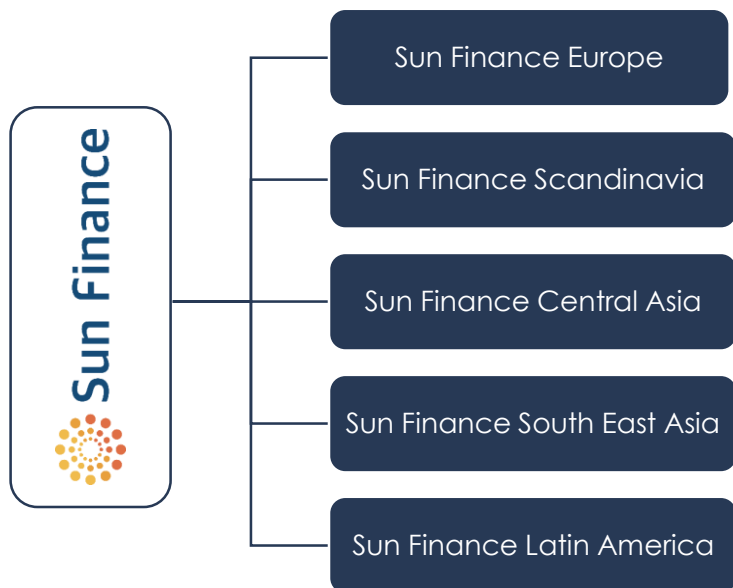 Sun Finance
Sun Finance Europe
Sun Finance Scandinavia
Sun Finance Central Asia
Sun Finance South East Asia
Sun Finance Latin America